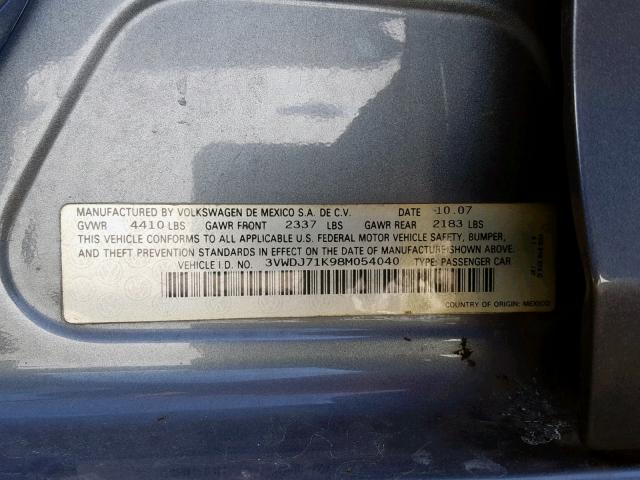 MANUFACTURED BY VOLKSWAGEN DE MEXICO S.A. DE C.V. DATE -10.07
GVWR 4410 LBS GAWR FRONT 2337 LBS GAWR REAR 2183 LBS
THIS VEHICLE CONFORMS TO ALL APPLICABLE U.S. FEDERAL MOTOR VEHICLE SAFETY, BUMPER,
AND THEFT PREVENTION STANDARDS IN EFFECT ON THE DATE OF MANUFACTURE SHOWN ABOVE.
VEHICLE I.D. NO. 3VWDJ71K98M054040 TYPE: PASSENGER CAR
COUNTRY OF ORIGIN: MEXICO